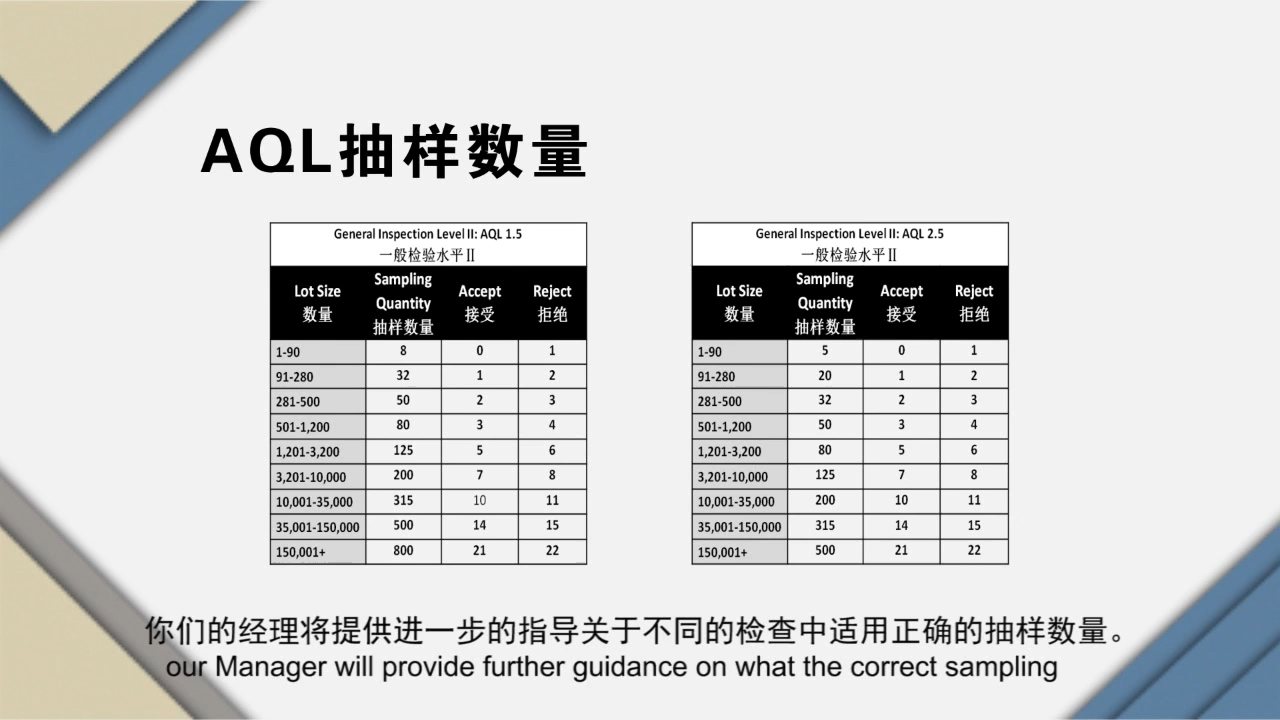 AQL抽样数量
General Inspection Level II: AQL 1.5
一般检验水平Ⅱ
Lot Size 数量 Sampling Quantity 抽样数量 Accept 接受 Reject 拒绝
1-90 8 0 1
91-280 32 1 2
281-500 50 2 3
501-1,200 80 3 4
1,201-3,200 125 5 6
3,201-10,000 200 7 8
10,001-35,000 315 10 11
35,001-150,000 500 14 15
150,001+ 800 21 22
General Inspection Level II: AQL 2.5
一般检验水平Ⅱ
Lot Size 数量 Sampling Quantity 抽样数量 Accept 接受 Reject 拒绝
1-90 5 0 1
91-280 20 1 2
281-500 32 2 3
501-1,200 50 3 4
1,201-3,200 80 5 6
3,201-10,000 125 7 8
10,001-35,000 200 10 11
35,001-150,000 315 14 15
150,001+ 500 21 22
你们的经理将提供进一步的指导关于不同的检查中适用正确的抽样数量。
our Manager will provide further guidance on what the correct sampling